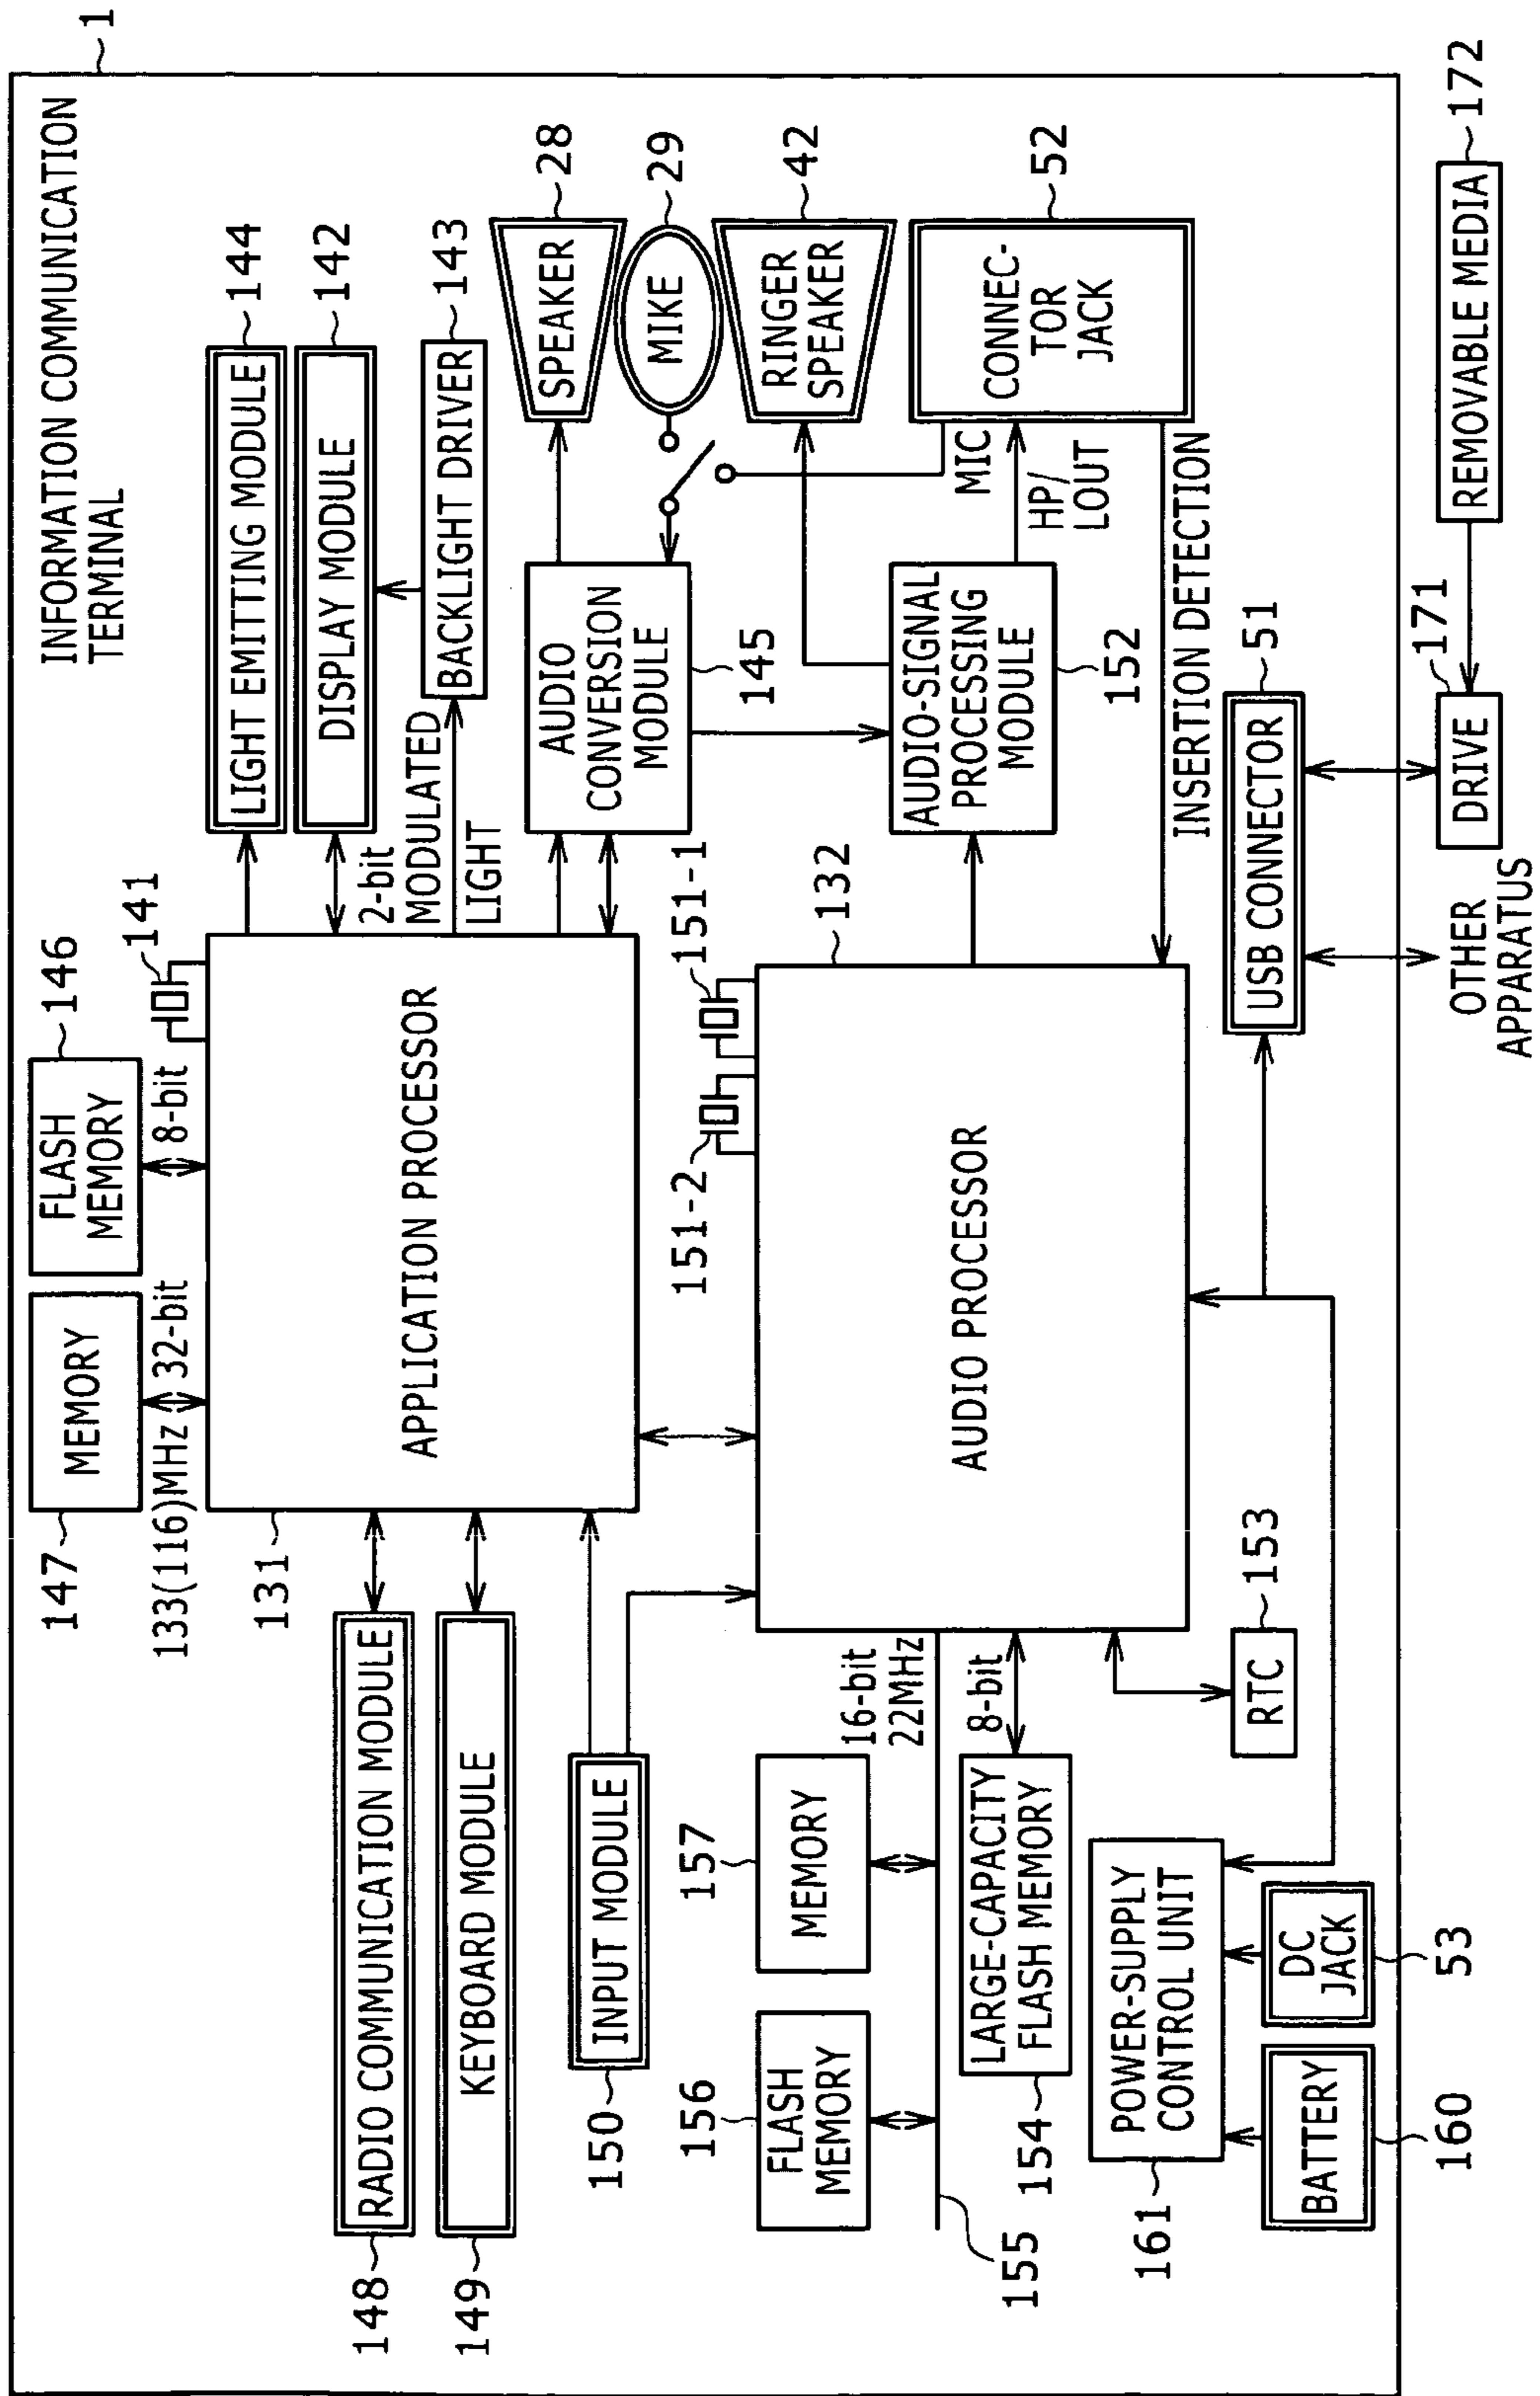 INFORMATION COMMUNICATION
TERMINAL
1
147
MEMORY
FLASH
MEMORY
146
133(116)MHz
32-bit
8-bit
141
131
APPLICATION PROCESSOR
LIGHT EMITTING MODULE
144
DISPLAY MODULE
142
2-bit
MODULATED
LIGHT
BACKLIGHT DRIVER
143
148
RADIO COMMUNICATION MODULE
149
KEYBOARD MODULE
150
INPUT MODULE
AUDIO
CONVERSION
MODULE
145
SPEAKER
28
MIKE
29
RINGER
SPEAKER
42
151-2
151-1
132
AUDIO PROCESSOR
AUDIO-SIGNAL
PROCESSING
MODULE
152
MIC
HP/
LOUT
CONNEC-
TOR
JACK
52
INSERTION DETECTION
156
FLASH
MEMORY
157
MEMORY
16-bit
22MHz
155
154
LARGE-CAPACITY
FLASH MEMORY
8-bit
RTC
153
161
POWER-SUPPLY
CONTROL UNIT
BATTERY
160
DC
JACK
53
USB CONNECTOR
51
OTHER
APPARATUS
DRIVE
171
REMOVABLE MEDIA
172